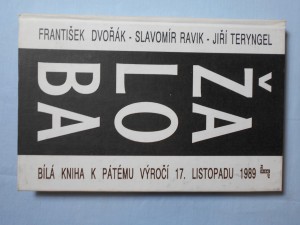 FRANTIŠEK DVOŘÁK - SLAVOMÍR RAVIK - JIŘÍ TERYNGEL
ŽA
LO
BA
BÍLÁ KNIHA K PÁTÉMU VÝROČÍ 17. LISTOPADU 1989